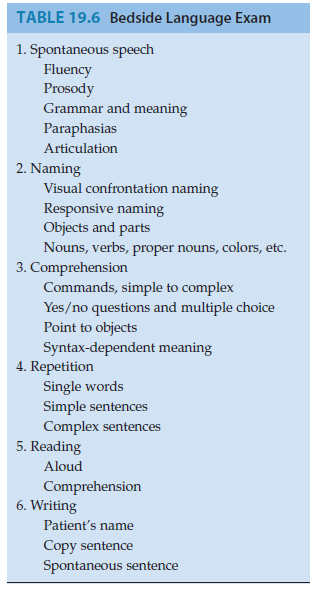 TABLE 19.6 Bedside Language Exam
1. Spontaneous speech
Fluency
Prosody
Grammar and meaning
Paraphasias
Articulation
2. Naming
Visual confrontation naming
Responsive naming
Objects and parts
Nouns, verbs, proper nouns, colors, etc.
3. Comprehension
Commands, simple to complex
Yes/no questions and multiple choice
Point to objects
Syntax-dependent meaning
4. Repetition
Single words
Simple sentences
Complex sentences
5. Reading
Aloud
Comprehension
6. Writing
Patient's name
Copy sentence
Spontaneous sentence